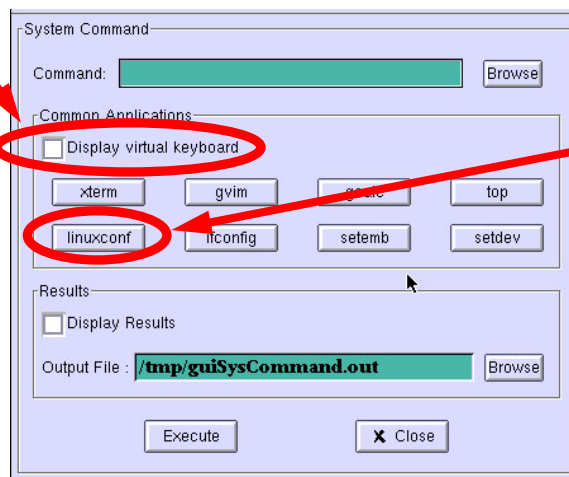 System Command
Command:
Browse
Common Applications
Display virtual keyboard
xterm gvim top
linuxconf ifconfig setemb setdev
Results
Display Results
Output File : /tmp/guiSysCommand.out Browse
Execute X Close